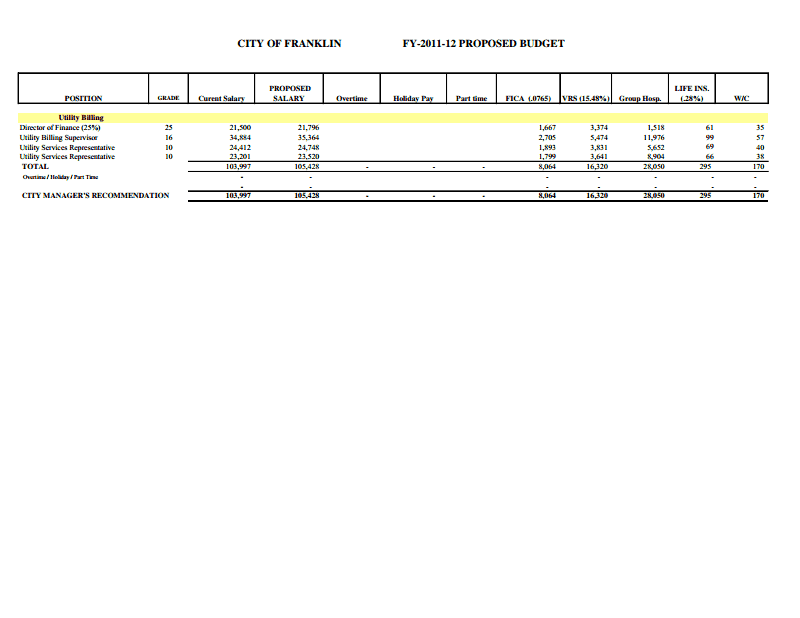 CITY OF FRANKLIN FY-2011-12 PROPOSED BUDGET
PROPOSED LIFE INS.
POSITION GRADE Curent Salary SALARY Overtime Holiday Pay Part time FICA (.0765) VRS (15.48%) Group Hosp. (.28%) W/C
Utility Billing
Director of Finance (25%) 25 21,500 21,796 1,667 3,374 1,518 61 35
Utility Billing Supervisor 16 34,884 35,364 2,705 5,474 11,976 99 57
Utility Services Representative 10 24,412 24,748 1,893 3,831 5,652 69 40
Utility Services Representative 10 23,201 23,520 1,799 3,641 8,904 66 38
TOTAL 103,997 105,428 - - - 8,064 16,320 28,050 295 170
Overtime / Holiday / Part Time - - - - - - -
- - - - - - -
CITY MANAGER'S RECOMMENDATION 103,997 105,428 - - - 8,064 16,320 28,050 295 170